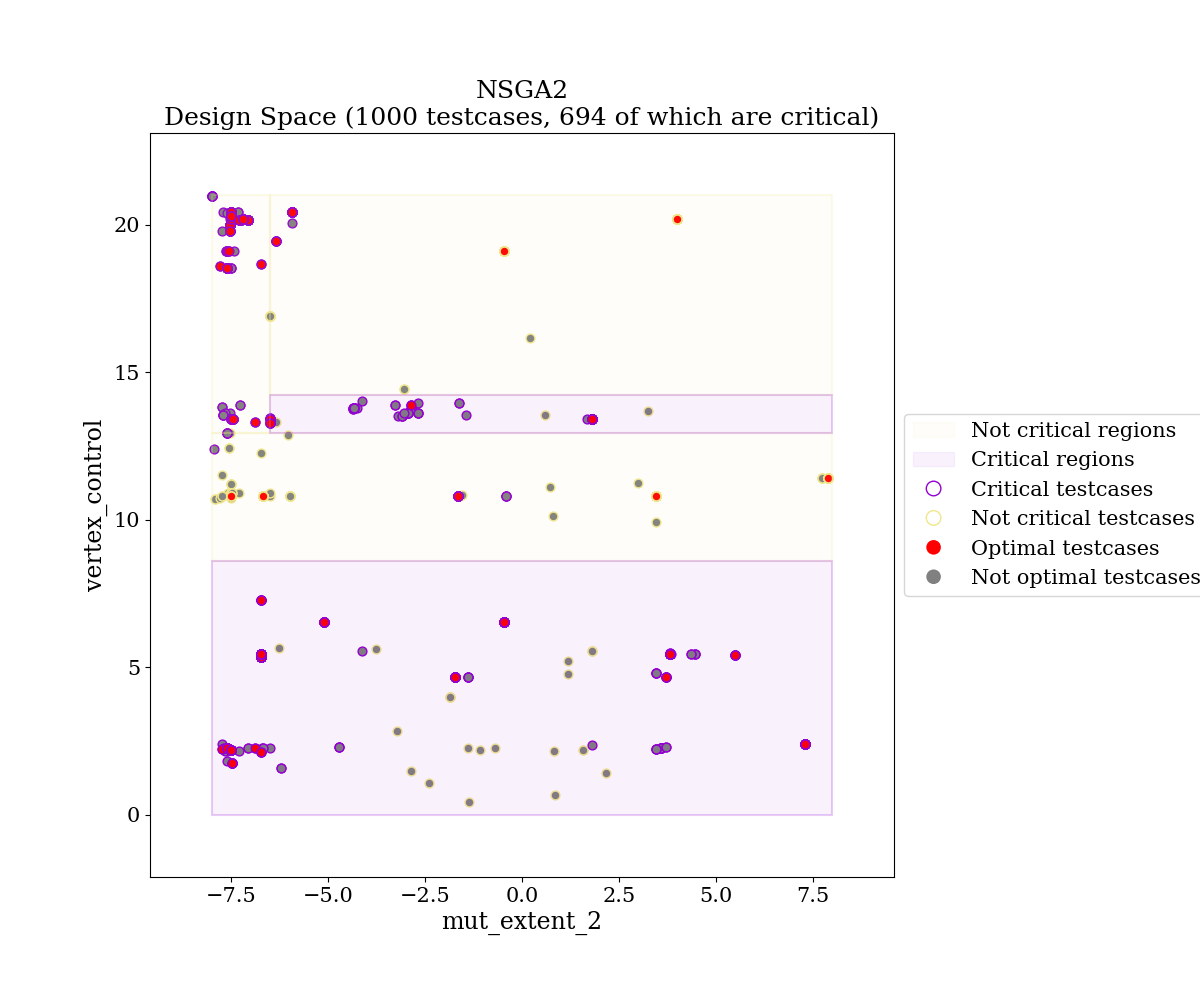 NSGA2
Design Space (1000 testcases, 694 of which are critical)
20
15
10
5
0
vertex_control
−7.5
−5.0
−2.5
0.0
2.5
5.0
7.5
mut_extent_2
Not critical regions
Critical regions
Critical testcases
Not critical testcases
Optimal testcases
Not optimal testcases